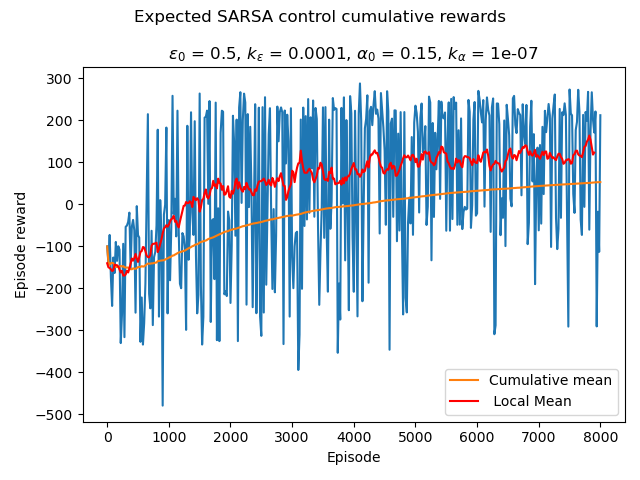 Expected SARSA control cumulative rewards
ε₀ = 0.5, kε = 0.0001, α₀ = 0.15, kα = 1e-07
300
200
100
0
−100
−200
−300
−400
−500
Episode reward
0 1000 2000 3000 4000 5000 6000 7000 8000
Episode
Cumulative mean
Local Mean